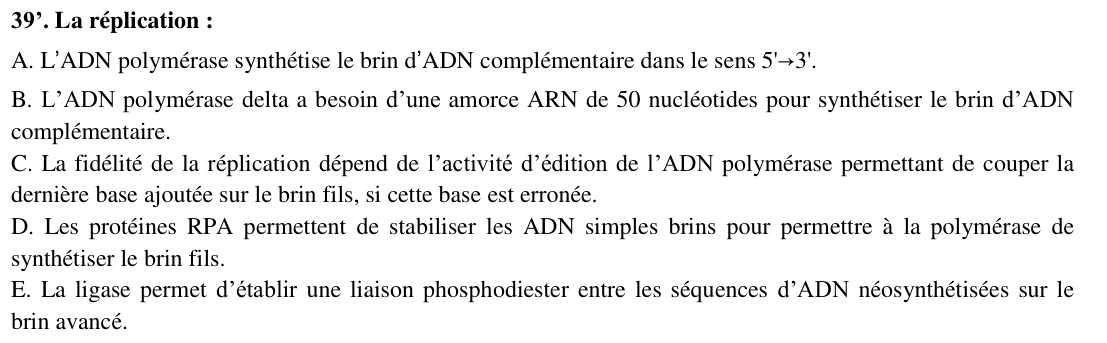 39’. La réplication :
A. L’ADN polymérase synthétise le brin d’ADN complémentaire dans le sens 5'→3'.
B. L’ADN polymérase delta a besoin d’une amorce ARN de 50 nucléotides pour synthétiser le brin d’ADN
complémentaire.
C. La fidélité de la réplication dépend de l’activité d’édition de l’ADN polymérase permettant de couper la
dernière base ajoutée sur le brin fils, si cette base est erronée.
D. Les protéines RPA permettent de stabiliser les ADN simples brins pour permettre à la polymérase de
synthétiser le brin fils.
E. La ligase permet d’établir une liaison phosphodiester entre les séquences d’ADN néosynthétisées sur le
brin avancé.